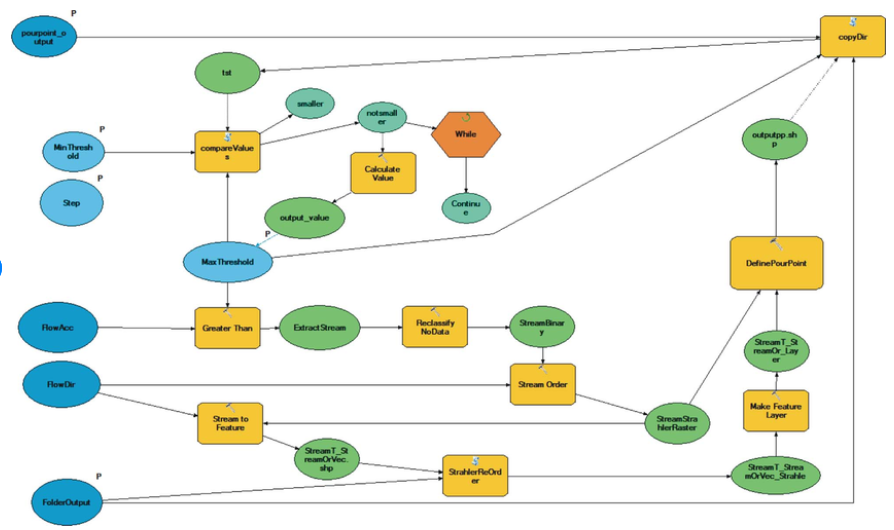 P
pourpoint_o
utput
copyDir
tst
smaller
notsmall
er
P
While
MinThresh
old
compareValue
s
outputpp.sh
p
P
Calculate
Value
Step
Continu
e
output_value
P
MaxThreshold
DefinePourPoint
FlowAcc
Greater Than
ExtractStream
Reclassify
NoData
StreamBinar
y
StreamT_St
reamOr_Lay
er
FlowDir
Stream Order
Stream to
Feature
StreamStra
hlerRaster
Make Feature
Layer
StreamT_St
reamOrVec.
shp
P
StrahlerReOrd
er
StreamT_Strea
mOrVec_Strahle
FolderOutput